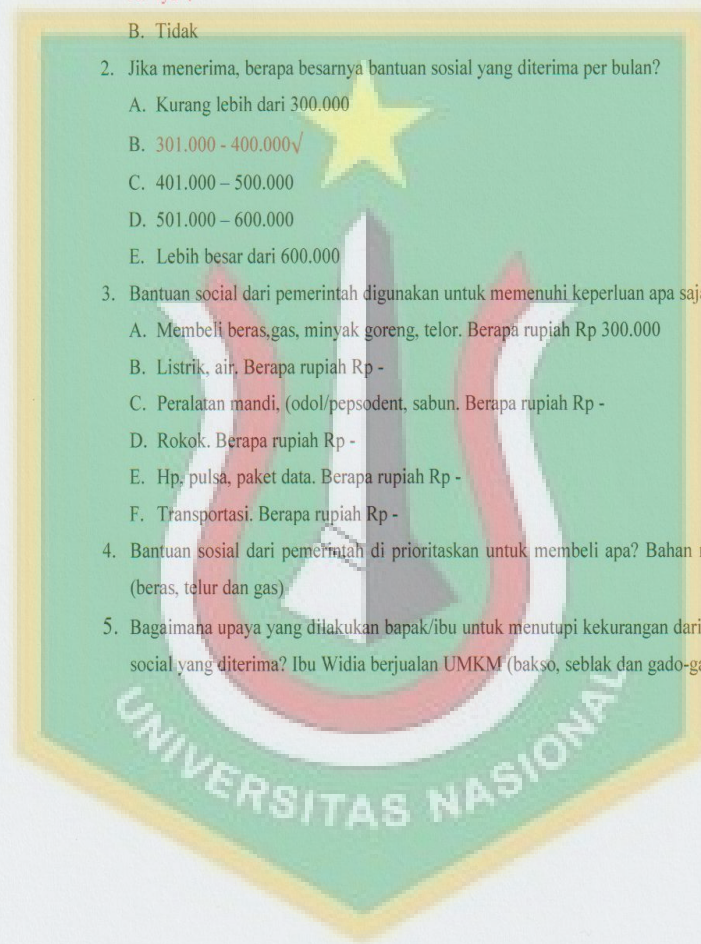 B. Tidak
2. Jika menerima, berapa besarnya bantuan sosial yang diterima per bulan?
A. Kurang lebih dari 300.000
B. 301.000 - 400.000√
C. 401.000 – 500.000
D. 501.000 – 600.000
E. Lebih besar dari 600.000
3. Bantuan social dari pemerintah digunakan untuk memenuhi keperluan apa saj
A. Membeli beras,gas, minyak goreng, telor. Berapa rupiah Rp 300.000
B. Listrik, air. Berapa rupiah Rp -
C. Peralatan mandi, (odol/pepsodent, sabun. Berapa rupiah Rp -
D. Rokok. Berapa rupiah Rp -
E. Hp, pulsa, paket data. Berapa rupiah Rp -
F. Transportasi. Berapa rupiah Rp -
4. Bantuan sosial dari pemerintah di prioritaskan untuk membeli apa? Bahan
(beras, telur dan gas)
5. Bagaimana upaya yang dilakukan bapak/ibu untuk menutupi kekurangan dari
social yang diterima? Ibu Widia berjualan UMKM (bakso, seblak dan gado-ga
UNIVERSITAS NASIONAL